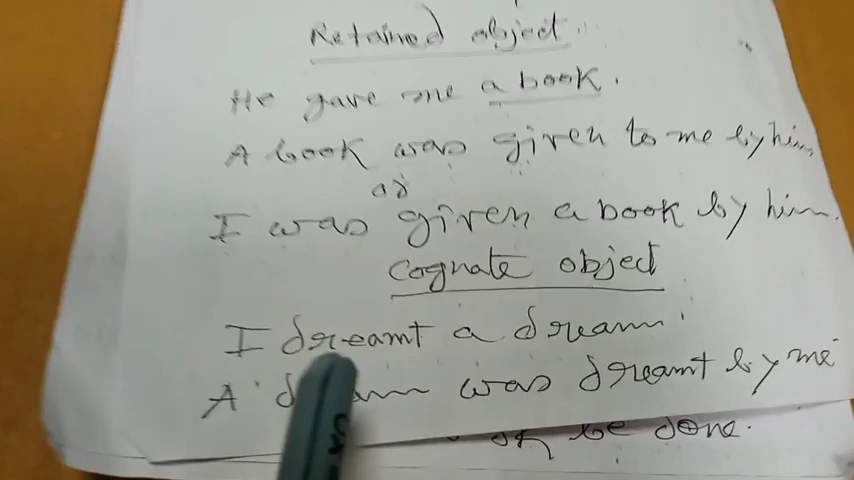 Retained object.
He gave me a book.
A book was given to me by him,
or
I was given a book by him.
Cognate object
I dreamt a dream.
A dream was dreamt by me
be done.